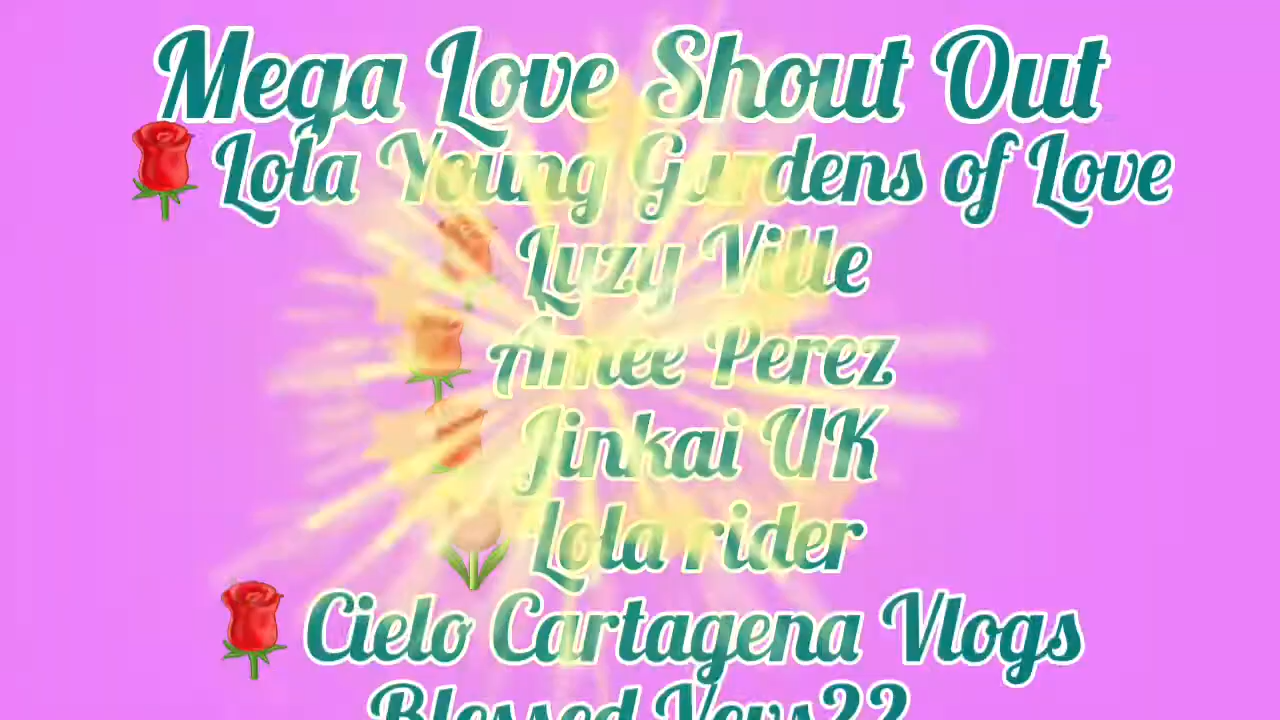 Mega Love Shout Out
Lola Young Gardens of Love
Luzy Ville
Amee Perez
Jinkai UK
Lola rider
Cielo Cartagena Vlogs
Blessed